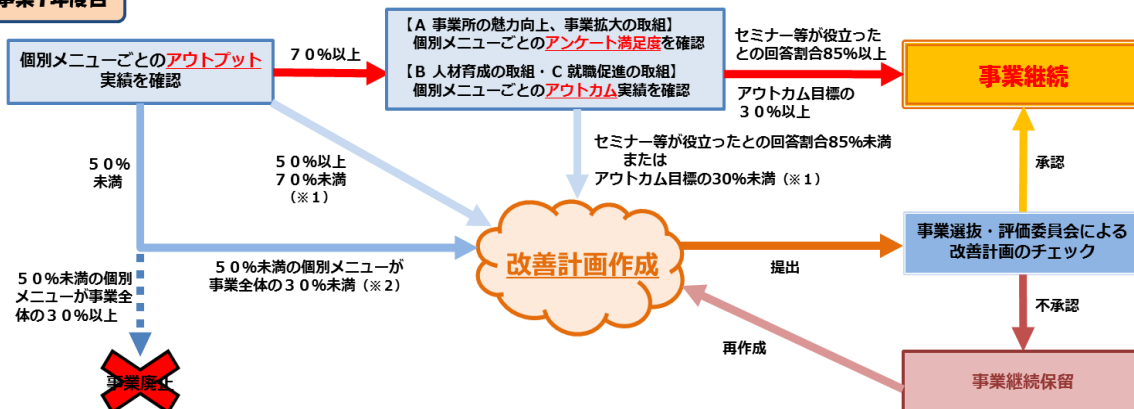 事業1年度目
個別メニューごとのアウトプット
実績を確認
７０％以上
【A 事業所の魅力向上、事業拡大の取組】
個別メニューごとのアンケート満足度を確認
【B 人材育成の取組・C 就職促進の取組】
個別メニューごとのアウトカム実績を確認
セミナー等が役立った
との回答割合85％以上
アウトカム目標の
３０％以上
事業継続
５０％
未満
５０％以上
７０％未満
（※１）
セミナー等が役立ったとの回答割合85％未満
または
アウトカム目標の30％未満（※１）
承認
事業選抜・評価委員会による
改善計画のチェック
改善計画作成
提出
５０％未満の個別メニューが
事業全体の３０％未満（※２）
５０％未満の個別
メニューが事業全
体の３０％以上
不承認
再作成
事業廃止
事業継続保留